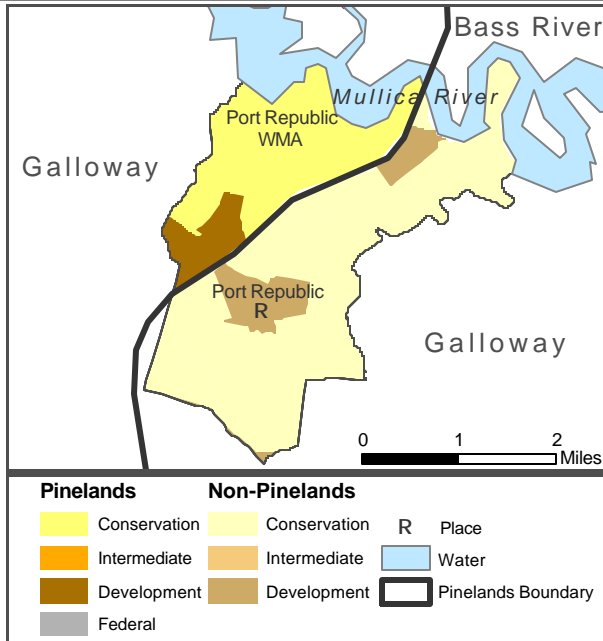 Bass River
Mullica River
Port Republic
WMA
Galloway
Port Republic
R
Galloway
0 1 2
Miles
Pinelands Non-Pinelands
Conservation Conservation R Place
Intermediate Intermediate Water
Development Development Pinelands Boundary
Federal